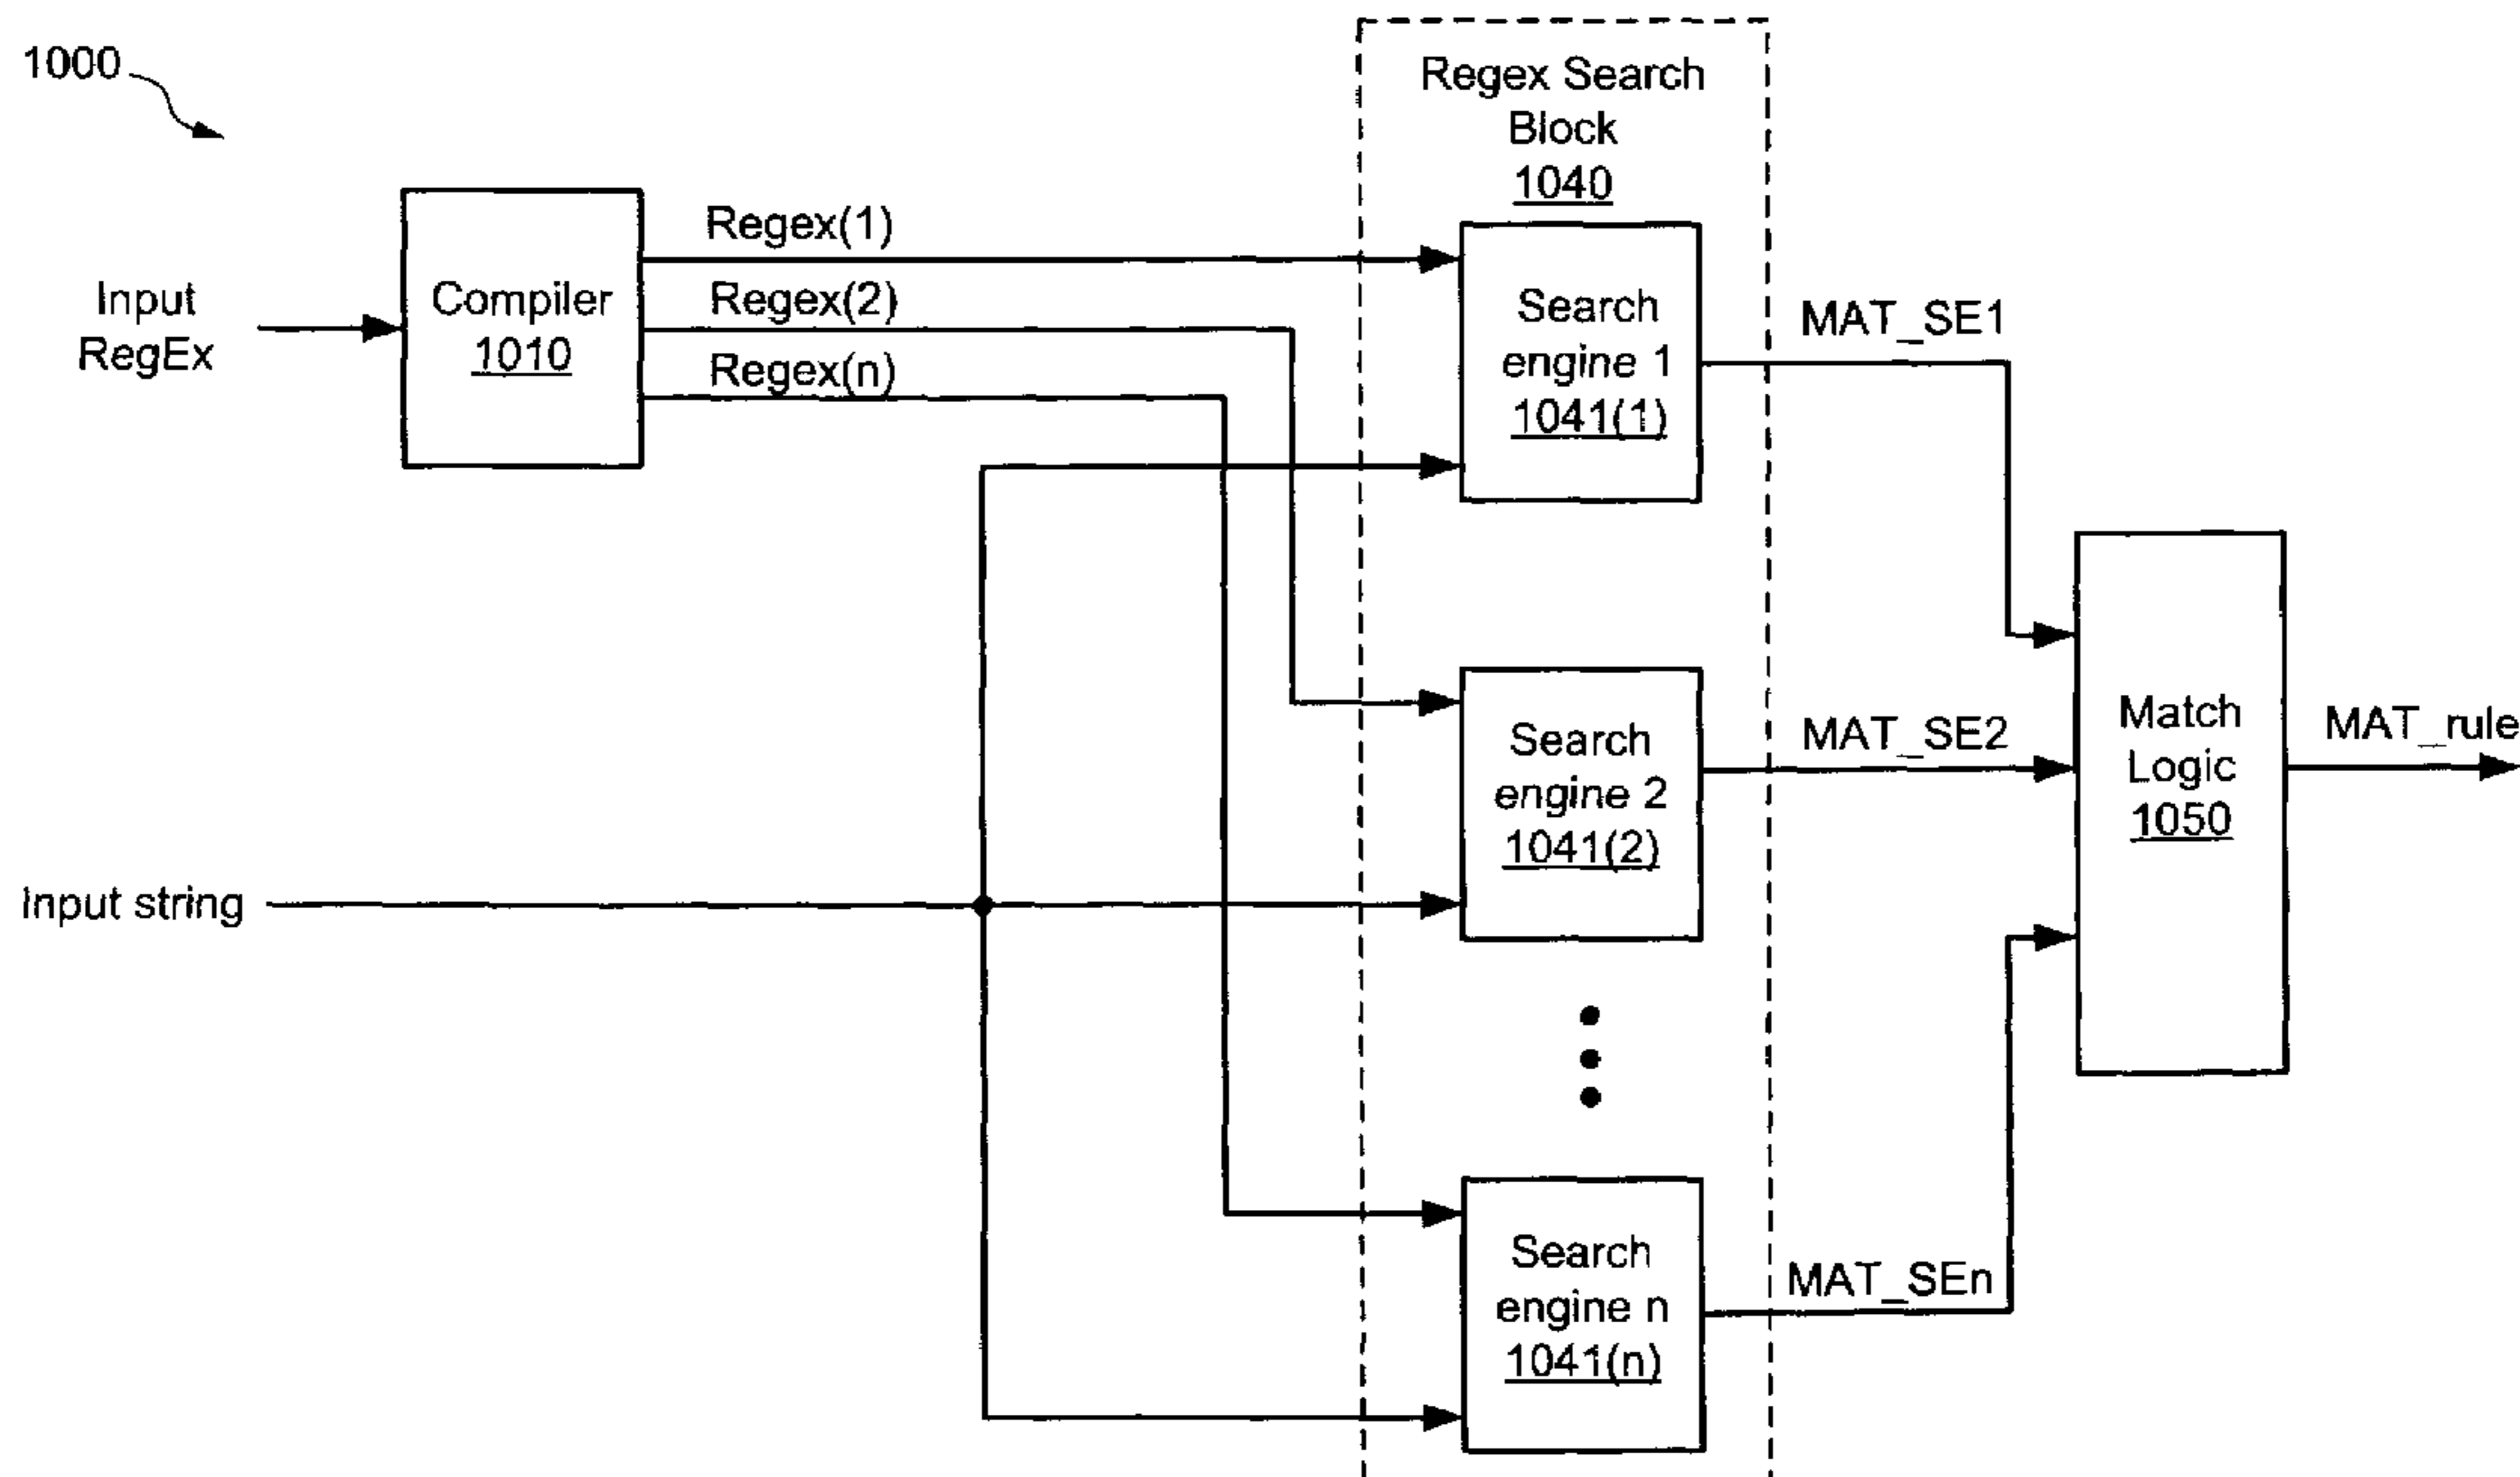 1000
Regex Search
Block
1040
Regex(1)
Regex(2)
Regex(n)
Input
RegEx
Compiler
1010
Search
engine 1
1041(1)
MAT_SE1
Search
engine 2
1041(2)
MAT_SE2
Match
Logic
1050
MAT_rule
Input string
Search
engine n
1041(n)
MAT_SEn